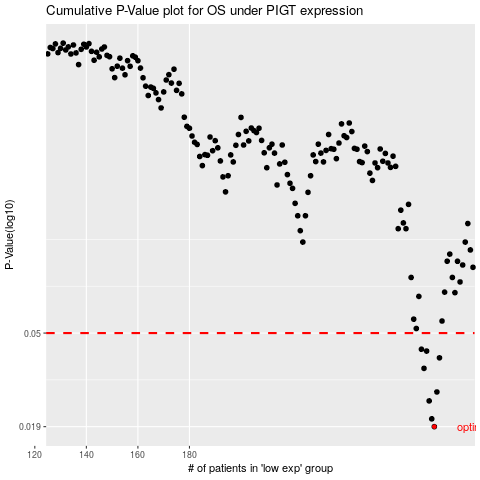 Cumulative P-Value plot for OS under PIGT expression
P-Value(log10)
0.05
0.019
opti
120 140 160 180
# of patients in 'low exp' group